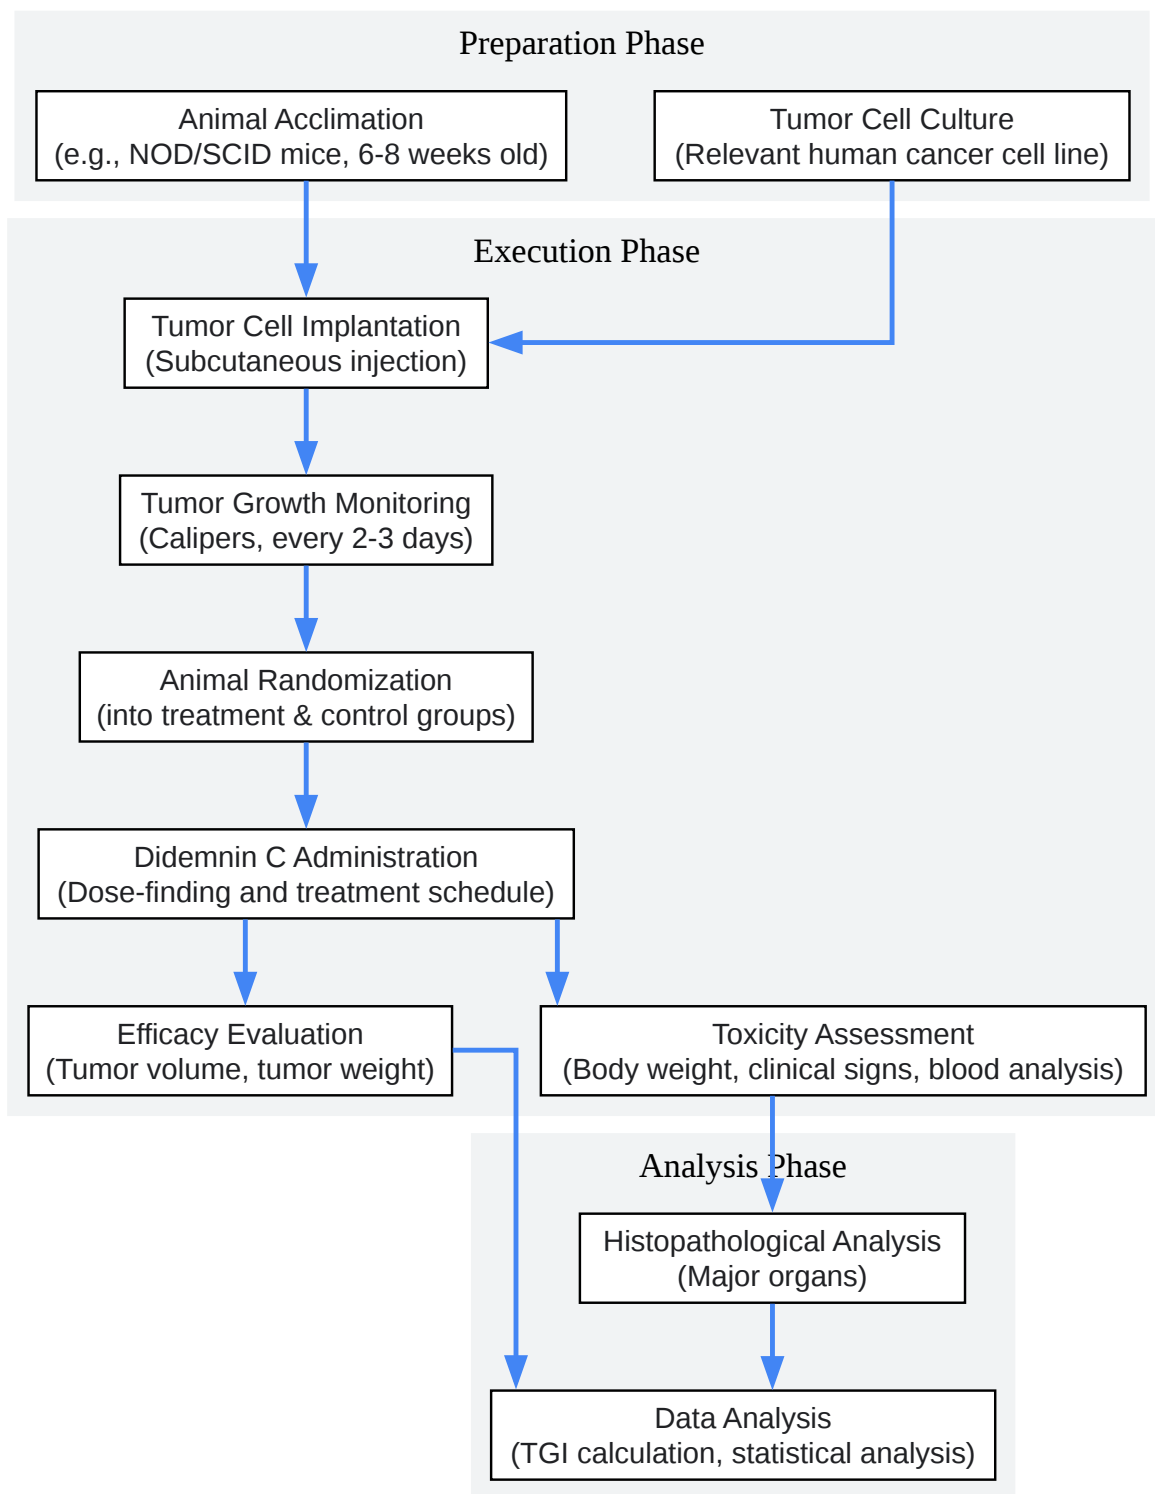 Preparation Phase
Animal Acclimation
(e.g., NOD/SCID mice, 6-8 weeks old)
Tumor Cell Culture
(Relevant human cancer cell line)
Execution Phase
Tumor Cell Implantation
(Subcutaneous injection)
Tumor Growth Monitoring
(Calipers, every 2-3 days)
Animal Randomization
(into treatment & control groups)
Didemnin C Administration
(Dose-finding and treatment schedule)
Efficacy Evaluation
(Tumor volume, tumor weight)
Toxicity Assessment
(Body weight, clinical signs, blood analysis)
Analysis Phase
Histopathological Analysis
(Major organs)
Data Analysis
(TGI calculation, statistical analysis)